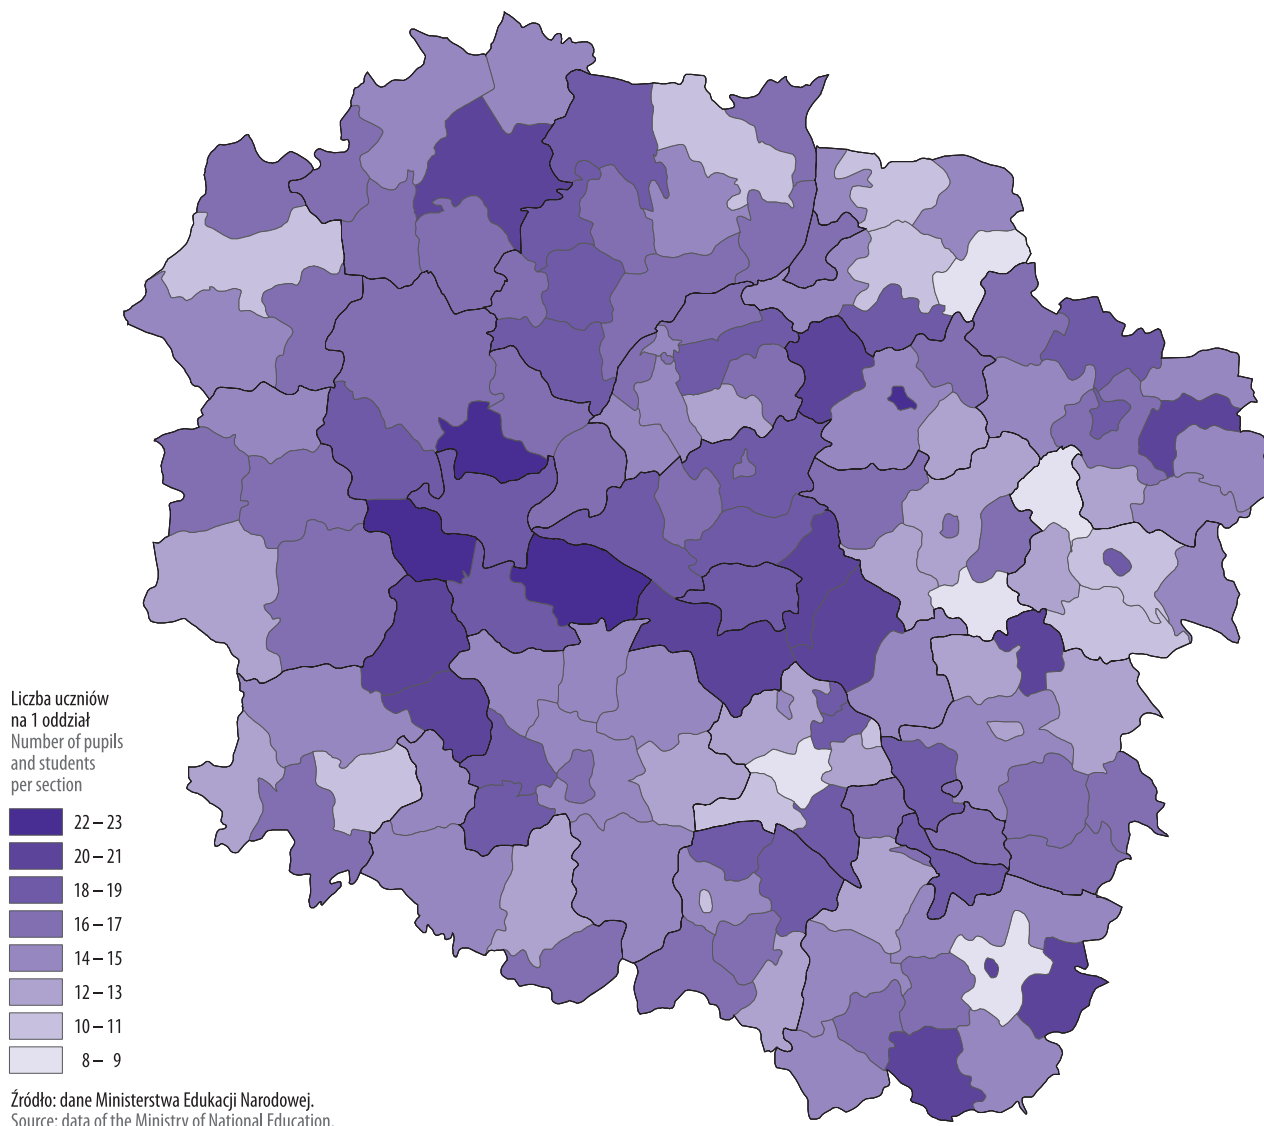 Liczba uczniów
na 1 oddział
Number of pupils
and students
per section
22 – 23
20 – 21
18 – 19
16 – 17
14 – 15
12 – 13
10 – 11
8 – 9
Źródło: dane Ministerstwa Edukacji Narodowej.
Source: data of the Ministry of National Education.